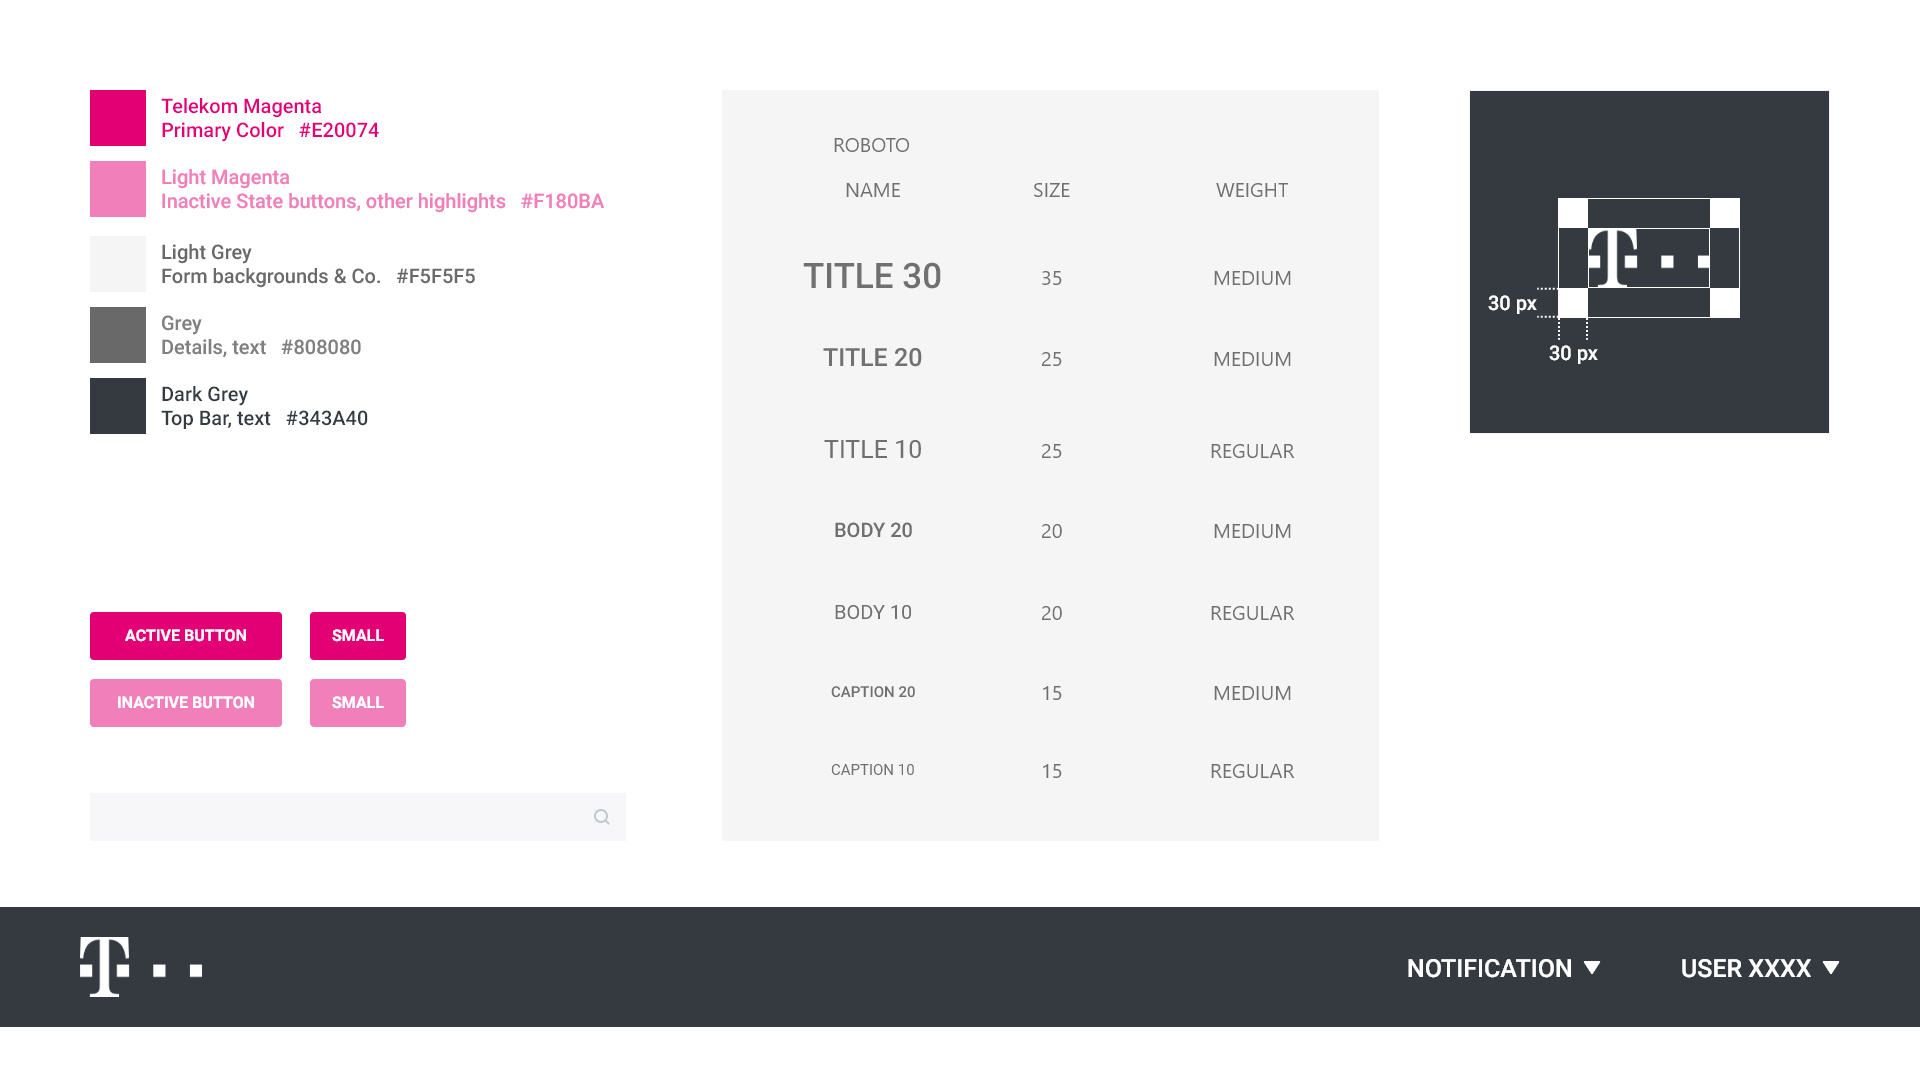 Telekom Magenta
Primary Color #E20074
Light Magenta
Inactive State buttons, other highlights #F180BA
Light Grey
Form backgrounds & Co. #F5F5F5
Grey
Details, text #808080
Dark Grey
Top Bar, text #343A40
ACTIVE BUTTON SMALL
INACTIVE BUTTON SMALL
ROBOTO
NAME SIZE WEIGHT
TITLE 30 35 MEDIUM
TITLE 20 25 MEDIUM
TITLE 10 25 REGULAR
BODY 20 20 MEDIUM
BODY 10 20 REGULAR
CAPTION 20 15 MEDIUM
CAPTION 10 15 REGULAR
T
30 px
30 px
T
NOTIFICATION USER XXXX